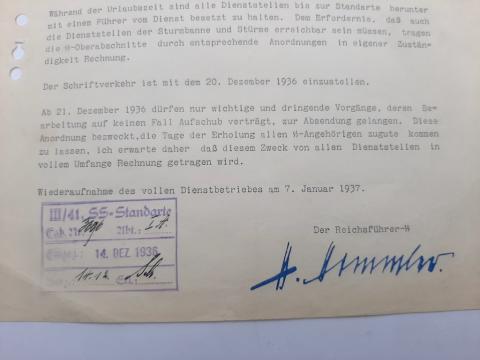 Während der Urlaubszeit sind alle Dienststellen bis zur Standarte herunter
mit einem Führer vom Dienst besetzt zu halten. Dem Erfordernis, daß auch
die Dienststellen der Sturmbanne und Stürme erreichbar sein müssen, tragen
die ᛋᛋ-Oberabschnitte durch entsprechende Anordnungen in eigener Zustän-
digkeit Rechnung.
Der Schriftverkehr ist mit dem 20. Dezember 1936 einzustellen.
Ab 21. Dezember 1936 dürfen nur wichtige und dringende Vorgänge, deren Be-
arbeitung auf keinen Fall Aufschub verträgt, zur Absendung gelangen. Diese
Anordnung bezweckt,die Tage der Erholung allen ᛋᛋ-Angehörigen zugute kommen
zu lassen, ich erwarte daher daß diesem Zweck von allen Dienststellen in
vollem Umfange Rechnung getragen wird.
Wiederaufnahme des vollen Dienstbetriebes am 7. Januar 1937.
III/41. SS-Standarte
Abt.:
14. DEZ. 1936
Der Reichsführer-ᛋᛋ
H. Himmler.